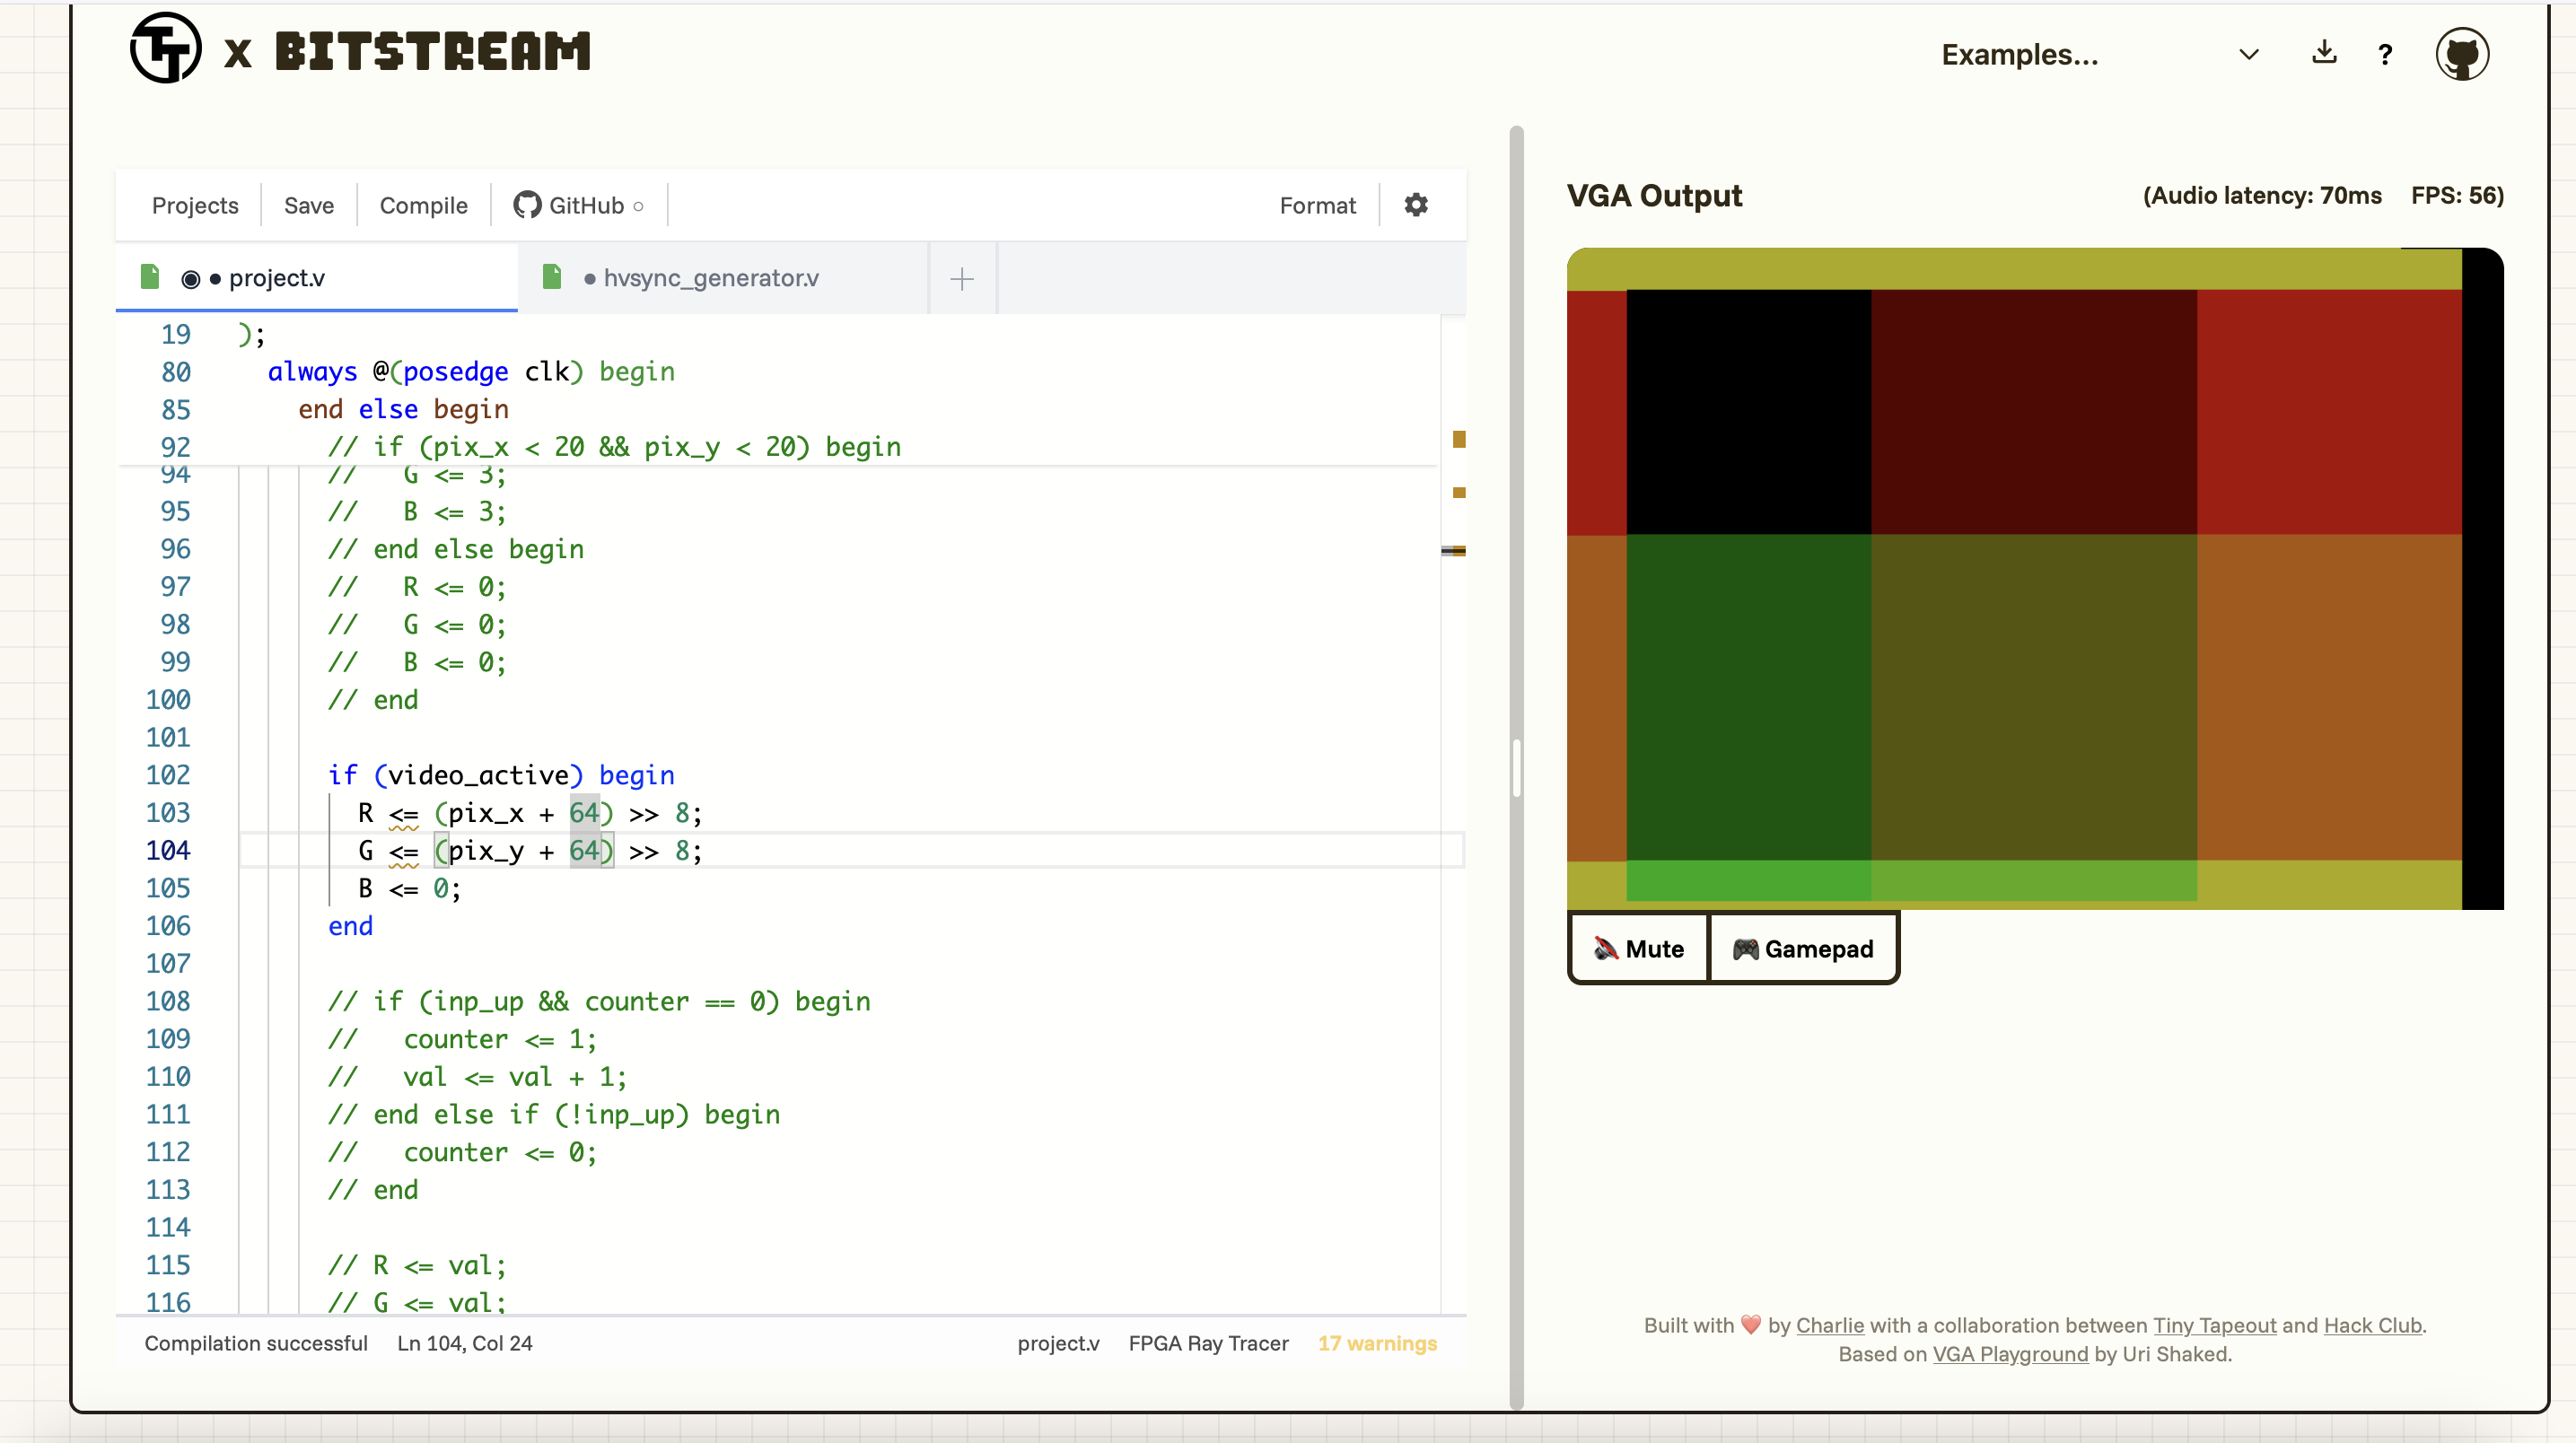 TT x BITSTREAM
Examples...
?
Projects
Save
Compile
GitHub
Format
project.v
hvsync_generator.v
19 );
80 always @(posedge clk) begin
85 end else begin
92 // if (pix_x < 20 && pix_y < 20) begin
94 // G <= 3;
95 // B <= 3;
96 // end else begin
97 // R <= 0;
98 // G <= 0;
99 // B <= 0;
100 // end
101
102 if (video_active) begin
103 R <= (pix_x + 64) >> 8;
104 G <= (pix_y + 64) >> 8;
105 B <= 0;
106 end
107
108 // if (inp_up && counter == 0) begin
109 // counter <= 1;
110 // val <= val + 1;
111 // end else if (!inp_up) begin
112 // counter <= 0;
113 // end
114
115 // R <= val;
116 // G <= val;
Compilation successful
Ln 104, Col 24
project.v
FPGA Ray Tracer
17 warnings
VGA Output
(Audio latency: 70ms FPS: 56)
Mute
Gamepad
Built with ❤️ by Charlie with a collaboration between Tiny Tapeout and Hack Club.
Based on VGA Playground by Uri Shaked.